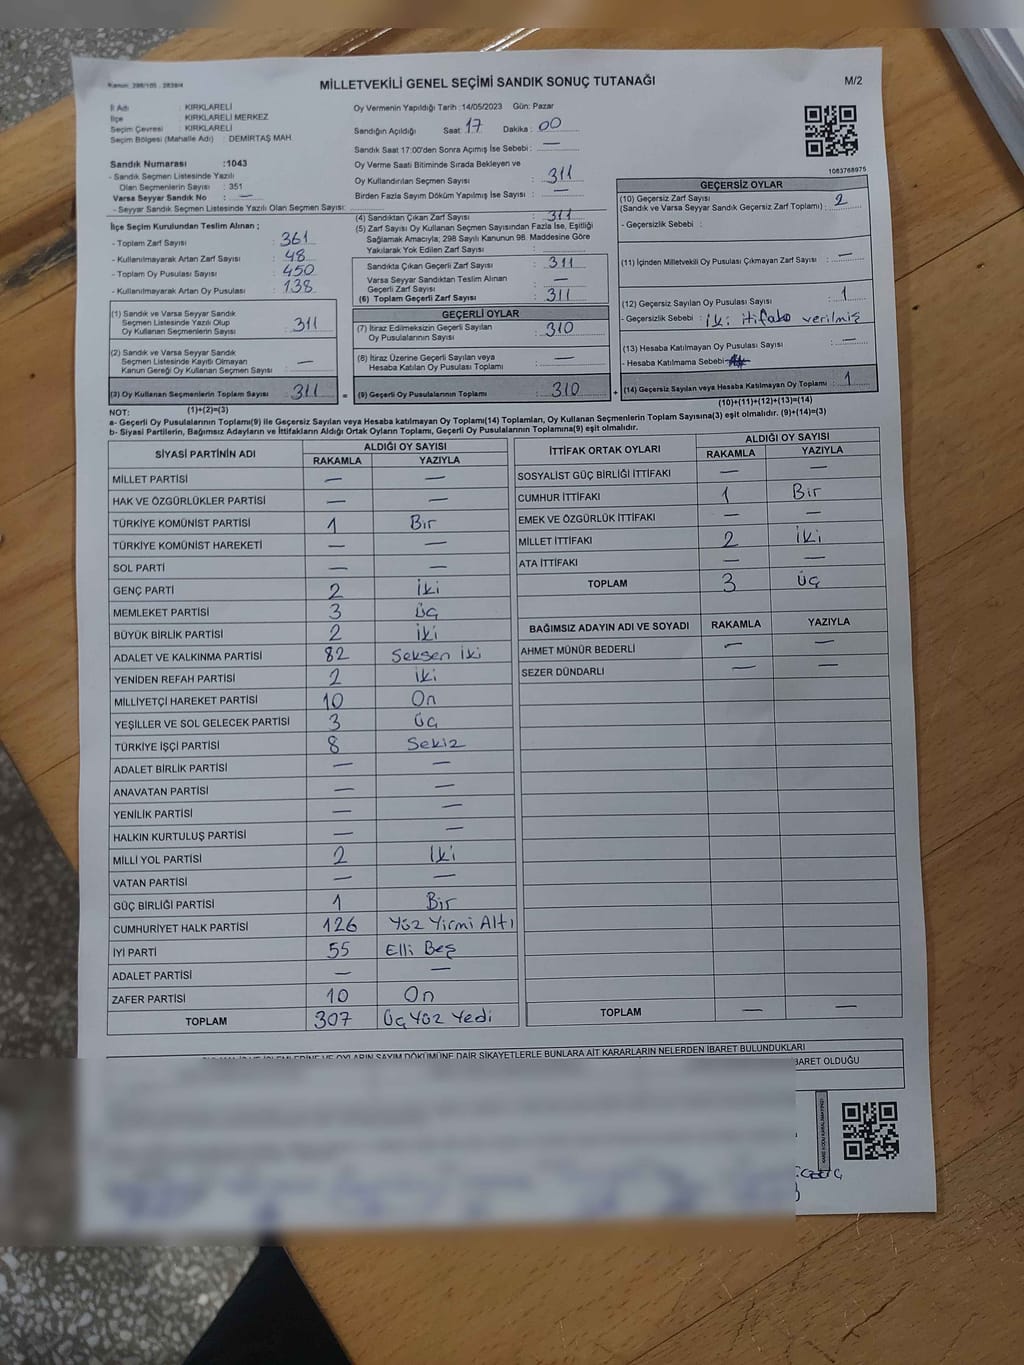 Kanun: 298/105 - 2839/4
MİLLETVEKİLİ GENEL SEÇİMİ SANDIK SONUÇ TUTANAĞI
M/2
İl Adı : KIRKLARELİ
İlçe : KIRKLARELİ MERKEZ
Seçim Çevresi : KIRKLARELİ
Seçim Bölgesi (Mahalle Adı) : DEMİRTAŞ MAH.
Sandık Numarası :1043
- Sandık Seçmen Listesinde Yazılı
Olan Seçmenlerin Sayısı : 351
Varsa Seyyar Sandık No : —
- Seyyar Sandık Seçmen Listesinde Yazılı Olan Seçmen Sayısı:
Oy Vermenin Yapıldığı Tarih :14/05/2023 Gün: Pazar
Sandığın Açıldığı Saat : 17 Dakika : 00
Sandık Saat 17:00'den Sonra Açımış İse Sebebi : —
Oy Verme Saati Bitiminde Sırada Bekleyen ve
Oy Kullandırılan Seçmen Sayısı : 311
Birden Fazla Sayım Döküm Yapılmış İse Sayısı : —
İlçe Seçim Kurulundan Teslim Alınan ;
- Toplam Zarf Sayısı : 361
- Kullanılmayarak Artan Zarf Sayısı : 48
- Toplam Oy Pusulası Sayısı : 450
- Kullanılmayarak Artan Oy Pusulası : 138
(4) Sandıktan Çıkan Zarf Sayısı : 311
(5) Zarf Sayısı Oy Kullanan Seçmen Sayısından Fazla İse, Eşitliği
Sağlamak Amacıyla; 298 Sayılı Kanunun 98. Maddesine Göre
Yakılarak Yok Edilen Zarf Sayısı :
Sandıkta Çıkan Geçerli Zarf Sayısı : 311
Varsa Seyyar Sandıktan Teslim Alınan
Geçerli Zarf Sayısı : —
(6) Toplam Geçerli Zarf Sayısı : 311
1083768975
GEÇERSİZ OYLAR
(10) Geçersiz Zarf Sayısı : 2
(Sandık ve Varsa Seyyar Sandık Geçersiz Zarf Toplamı)
- Geçersizlik Sebebi :
(11) İçinden Milletvekili Oy Pusulası Çıkmayan Zarf Sayısı : —
(12) Geçersiz Sayılan Oy Pusulası Sayısı : 1
- Geçersizlik Sebebi : iki itifaka verilmiş
(13) Hesaba Katılmayan Oy Pusulası Sayısı : —
- Hesaba Katılmama Sebebi
(14) Geçersiz Sayılan veya Hesaba Katılmayan Oy Toplamı : 1
(10)+(11)+(12)+(13)=(14)
(1) Sandık ve Varsa Seyyar Sandık
Seçmen Listesinde Yazılı Olup
Oy Kullanan Seçmenlerin Sayısı : 311
(2) Sandık ve Varsa Seyyar Sandık
Seçmen Listesinde Kayıtlı Olmayan
Kanun Gereği Oy Kullanan Seçmen Sayısı : —
(3) Oy Kullanan Seçmenlerin Toplam Sayısı : 311 =
(1)+(2)=(3)
GEÇERLİ OYLAR
(7) İtiraz Edilmeksizin Geçerli Sayılan
Oy Pusulalarının Sayısı : 310
(8) İtiraz Üzerine Geçerli Sayılan veya
Hesaba Katılan Oy Pusulası Toplamı : —
(9) Geçerli Oy Pusulalarının Toplamı : 310 +
NOT:
a- Geçerli Oy Pusulalarının Toplamı(9) ile Geçersiz Sayılan veya Hesaba katılmayan Oy Toplamı(14) Toplamları, Oy Kullanan Seçmenlerin Toplam Sayısına(3) eşit olmalıdır. (9)+(14)=(3)
b- Siyasi Partilerin, Bağımsız Adayların ve İttifakların Aldığı Ortak Oyların Toplamı, Geçerli Oy Pusulalarının Toplamına(9) eşit olmalıdır.
SİYASİ PARTİNİN ADI ALDIĞI OY SAYISI
RAKAMLA YAZIYLA
MİLLET PARTİSİ — —
HAK VE ÖZGÜRLÜKLER PARTİSİ — —
TÜRKİYE KOMÜNİST PARTİSİ 1 Bir
TÜRKİYE KOMÜNİST HAREKETİ — —
SOL PARTİ — —
GENÇ PARTİ 2 İki
MEMLEKET PARTİSİ 3 Üç
BÜYÜK BİRLİK PARTİSİ 2 İki
ADALET VE KALKINMA PARTİSİ 82 Seksen İki
YENİDEN REFAH PARTİSİ 2 İki
MİLLİYETÇİ HAREKET PARTİSİ 10 On
YEŞİLLER VE SOL GELECEK PARTİSİ 3 Üç
TÜRKİYE İŞÇİ PARTİSİ 8 Sekiz
ADALET BİRLİK PARTİSİ — —
ANAVATAN PARTİSİ — —
YENİLİK PARTİSİ — —
HALKIN KURTULUŞ PARTİSİ — —
MİLLİ YOL PARTİSİ 2 İki
VATAN PARTİSİ — —
GÜÇ BİRLİĞİ PARTİSİ 1 Bir
CUMHURİYET HALK PARTİSİ 126 Yüz Yirmi Altı
İYİ PARTİ 55 Elli Beş
ADALET PARTİSİ — —
ZAFER PARTİSİ 10 On
TOPLAM 307 Üç Yüz Yedi
İTTİFAK ORTAK OYLARI ALDIĞI OY SAYISI
RAKAMLA YAZIYLA
SOSYALİST GÜÇ BİRLİĞİ İTTİFAKI — —
CUMHUR İTTİFAKI 1 Bir
EMEK VE ÖZGÜRLÜK İTTİFAKI — —
MİLLET İTTİFAKI 2 İki
ATA İTTİFAKI — —
TOPLAM 3 Üç
BAĞIMSIZ ADAYIN ADI VE SOYADI RAKAMLA YAZIYLA
AHMET MÜNÜR BEDERLİ — —
SEZER DÜNDARLI — —
TOPLAM — —
İŞLEMLERİNE VE OYLARIN SAYIM DÖKÜMÜNE DAİR ŞİKAYETLERLE BUNLARA AİT KARARLARIN NELERDEN İBARET BULUNDUKLARI
İBARET OLDUĞU